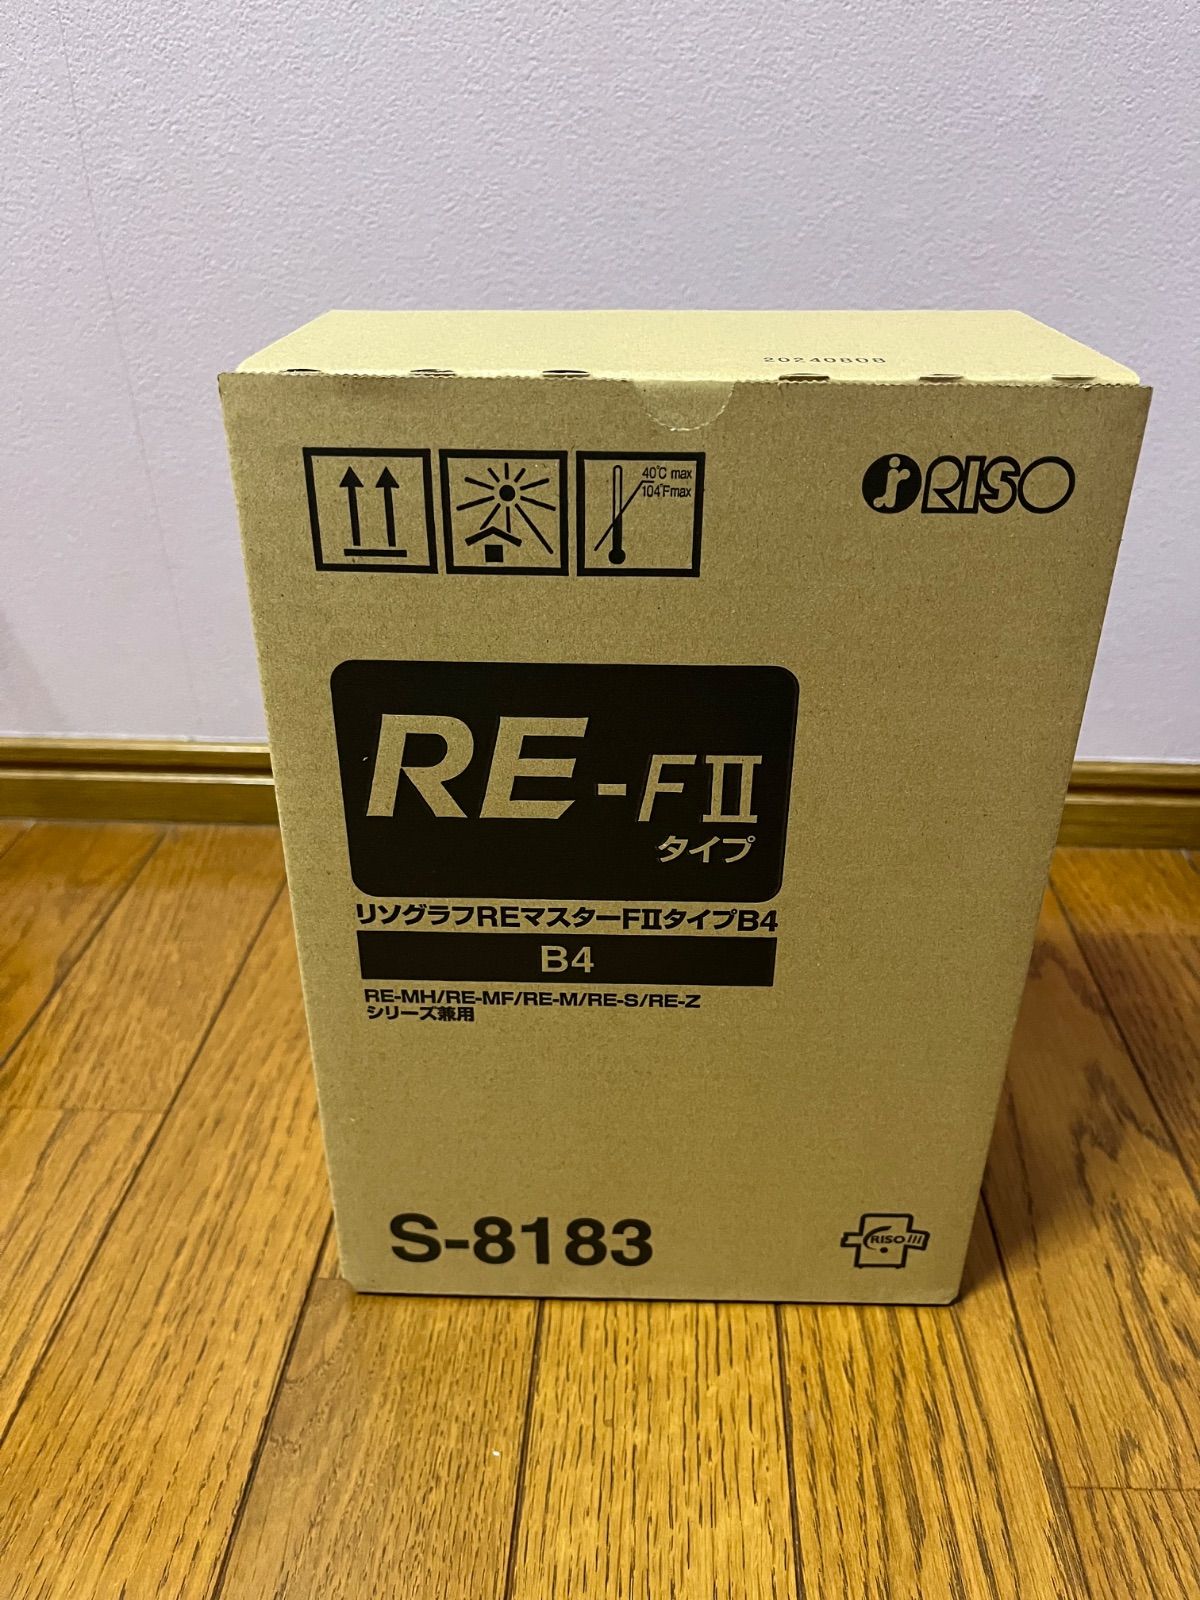 20240808
40℃ max
104°Fmax
RISO
RE-FⅡ
タイプ
リソグラフREマスターFⅡタイプB4
B4
RE-MH/RE-MF/RE-M/RE-S/RE-Z
シリーズ兼用
S-8183
RISO